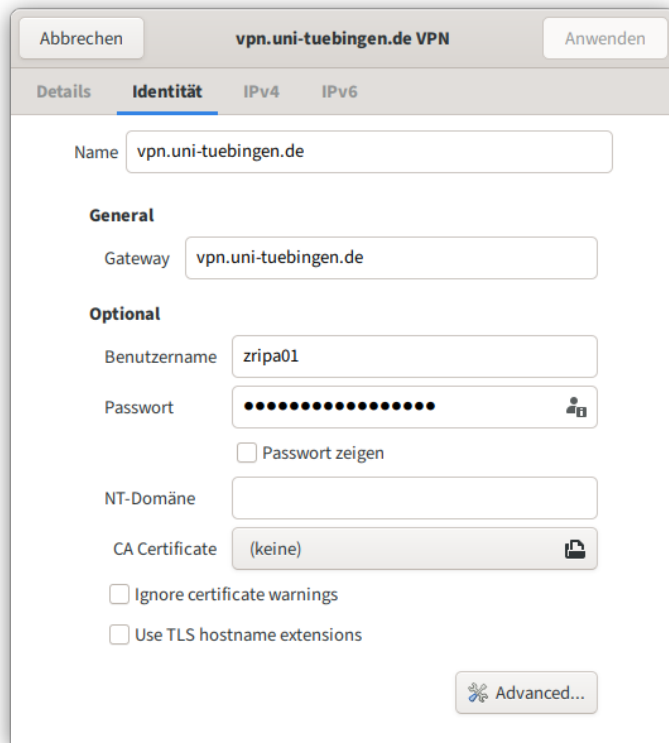 Abbrechen vpn.uni-tuebingen.de VPN Anwenden
Details Identität IPv4 IPv6
Name vpn.uni-tuebingen.de
General
Gateway vpn.uni-tuebingen.de
Optional
Benutzername zripa01
Passwort •••••••••••••••••
Passwort zeigen
NT-Domäne
CA Certificate (keine)
Ignore certificate warnings
Use TLS hostname extensions
Advanced...